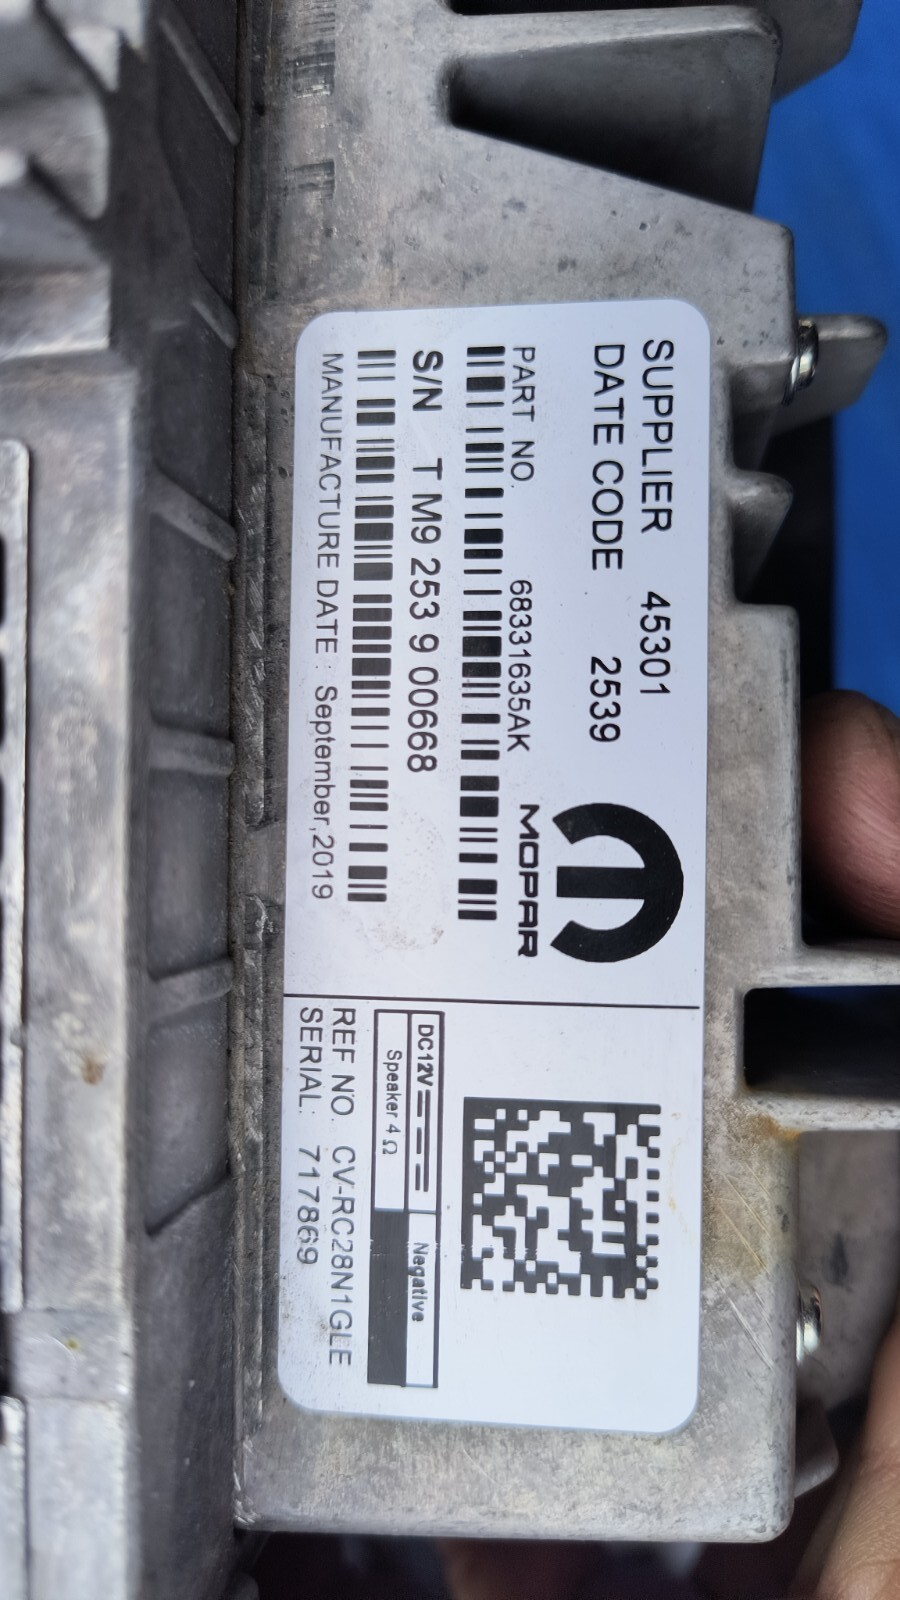 SUPPLIER 45301
DATE CODE 2539
MOPAR
PART NO. 68331635AK
S/N T M9 253 9 00668
MANUFACTURE DATE : September,2019
DC12V Negative
Speaker 4 Ω
REF NO. CV-RC28N1GLE
SERIAL: 717869